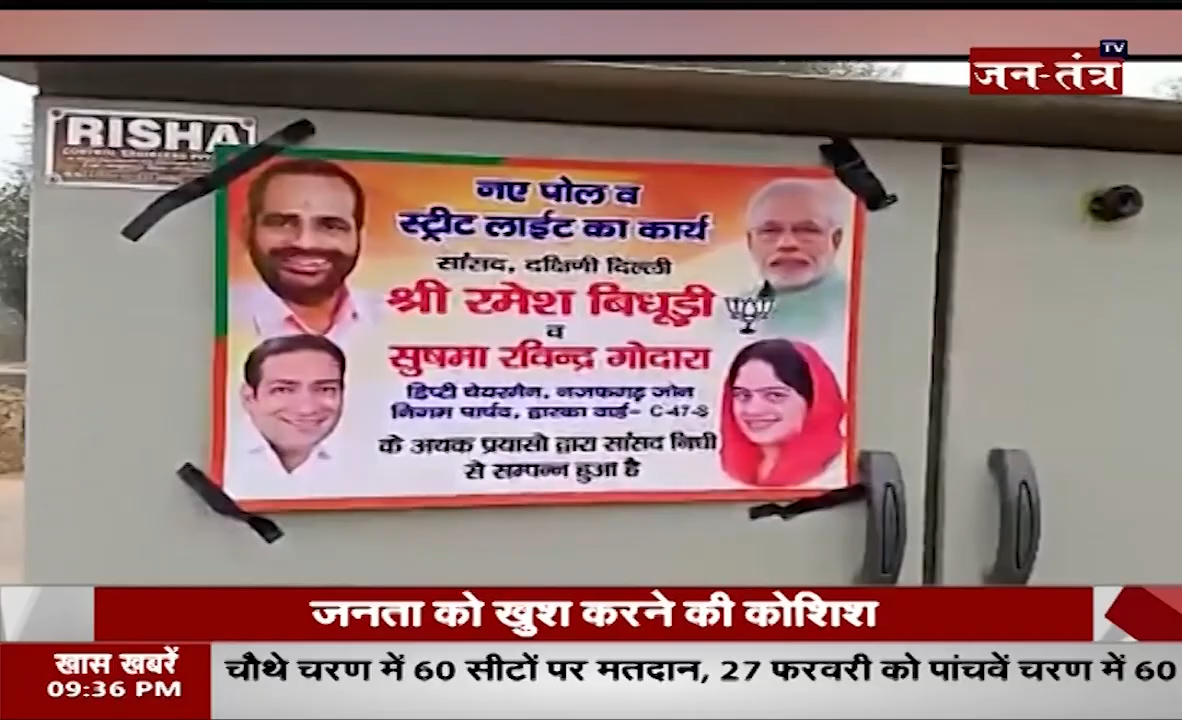 TV
जन-तंत्र
RISHA
नए पोल व
स्ट्रीट लाईट का कार्य
सांसद, दक्षिणी दिल्ली
श्री रमेश बिधूड़ी
व
सुषमा रविन्द्र गोदारा
डिप्टी चेयरमैन, नजफगढ़ जोन
निगम पार्षद, द्वारका वार्ड- C-47-S
के अथक प्रयासो द्वारा सांसद निधी
से सम्पन्न हुआ है
जनता को खुश करने की कोशिश
खास खबरें
09:36 PM
चौथे चरण में 60 सीटों पर मतदान, 27 फरवरी को पांचवें चरण में 60